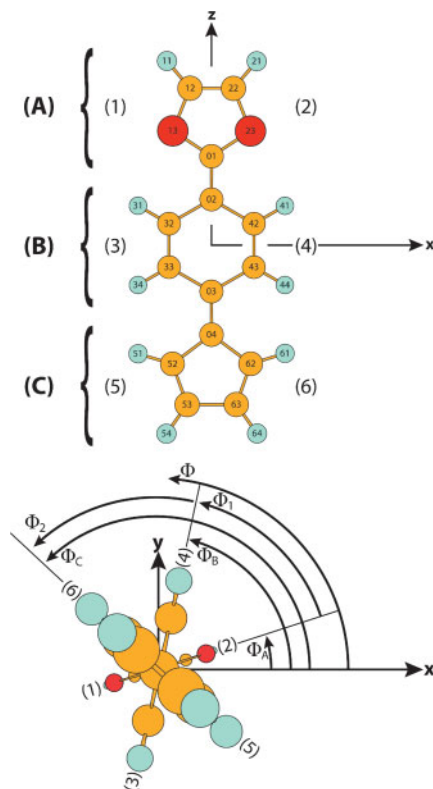 z
11 21
12 22
(A) (1) (2)
13 23
01
02
31 41
32 42
(B) (3) (4) x
33 43
34 44
03
04
51 61
52 62
(C) (5) (6)
53 63
54 64
Φ
Φ1
Φ2
ΦC
y (4) ΦB
(6)
(2)
ΦA
x
(1)
(5)
(3)